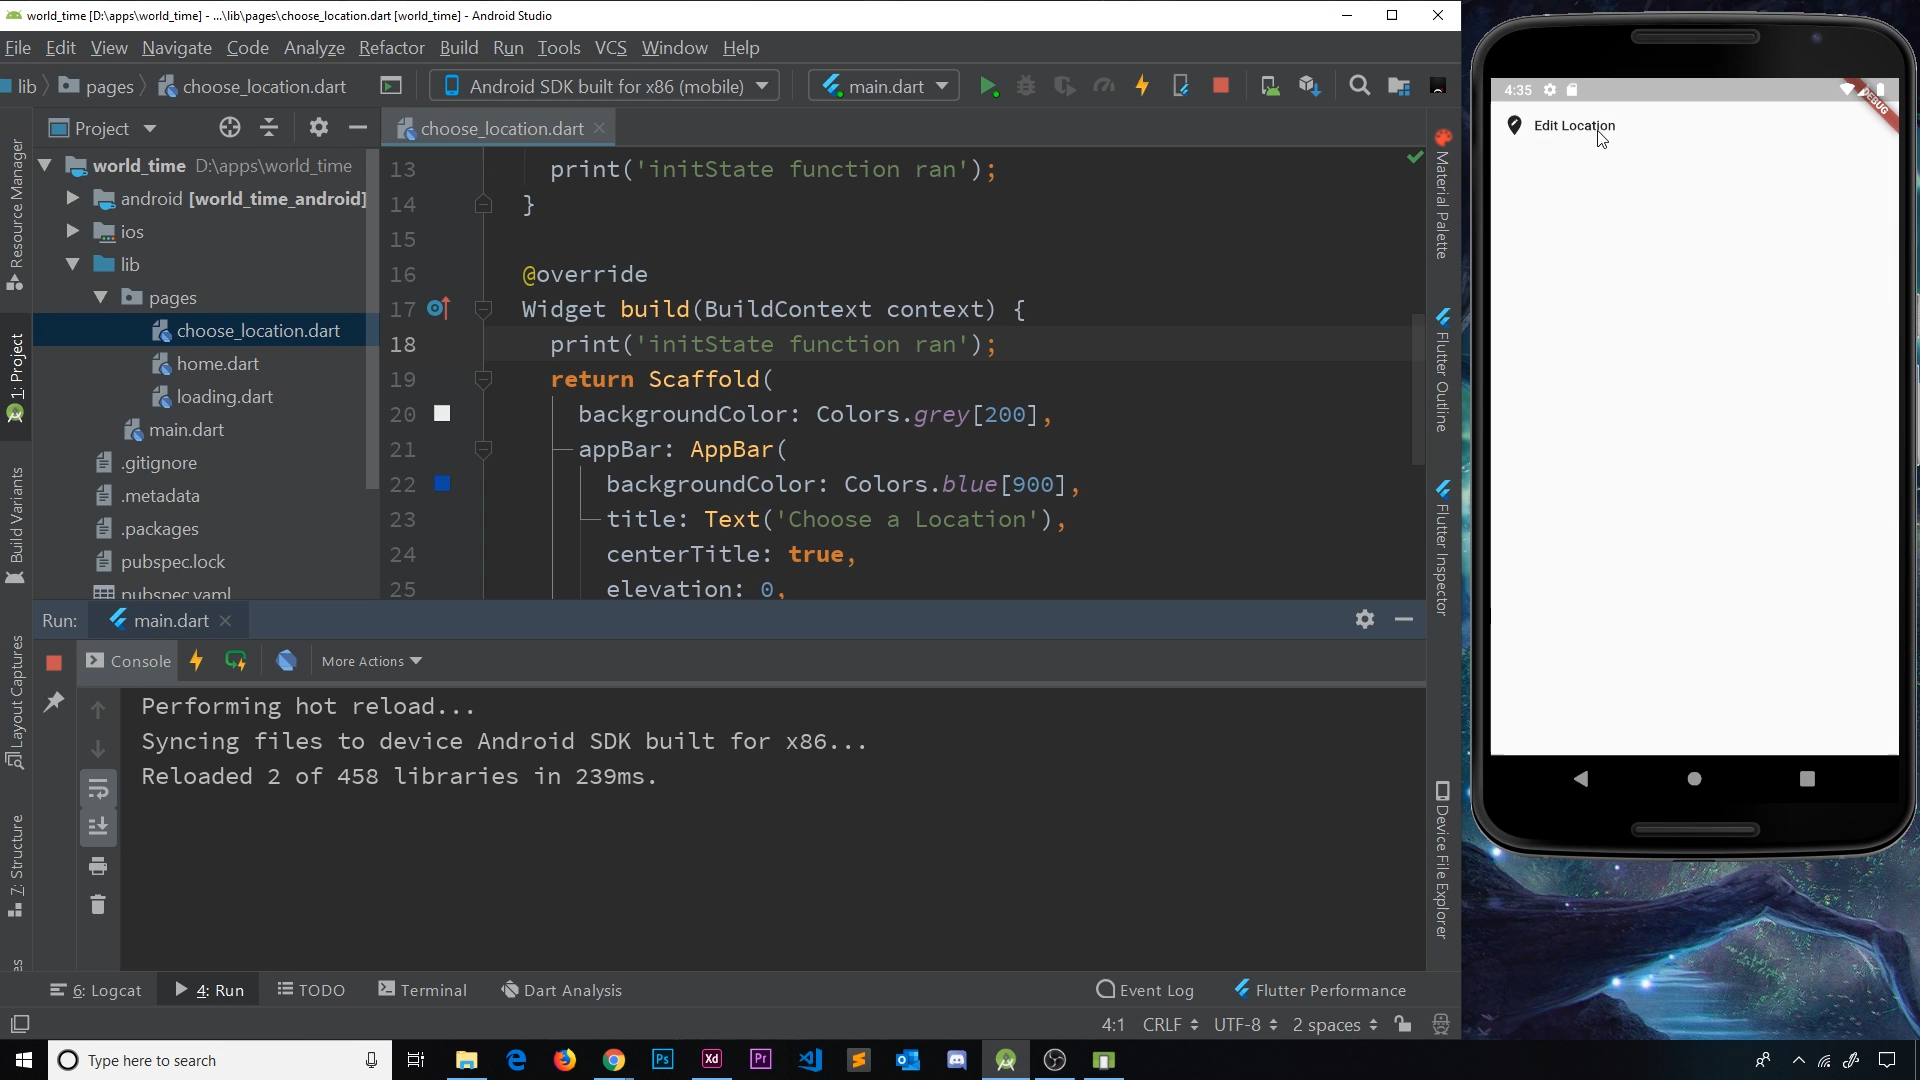 world_time [D:\apps\world_time] - ...\lib\pages\choose_location.dart [world_time] - Android Studio
File Edit View Navigate Code Analyze Refactor Build Run Tools VCS Window Help
lib pages choose_location.dart Android SDK built for x86 (mobile) main.dart
Project
choose_location.dart
world_time D:\apps\world_time
android [world_time_android]
ios
lib
pages
choose_location.dart
home.dart
loading.dart
main.dart
.gitignore
.metadata
.packages
pubspec.lock
pubspec.yaml
13 print('initState function ran');
14 }
15
16 @override
17 Widget build(BuildContext context) {
18 print('initState function ran');
19 return Scaffold(
20 backgroundColor: Colors.grey[200],
21 appBar: AppBar(
22 backgroundColor: Colors.blue[900],
23 title: Text('Choose a Location'),
24 centerTitle: true,
25 elevation: 0,
Resource Manager
1: Project
Build Variants
Layout Captures
7: Structure
Material Palette
Flutter Outline
Flutter Inspector
Device File Explorer
Run: main.dart
Console More Actions
Performing hot reload...
Syncing files to device Android SDK built for x86...
Reloaded 2 of 458 libraries in 239ms.
6: Logcat 4: Run TODO Terminal Dart Analysis Event Log Flutter Performance
4:1 CRLF UTF-8 2 spaces
Type here to search
Ps Xd Pr
4:35
DEBUG
Edit Location